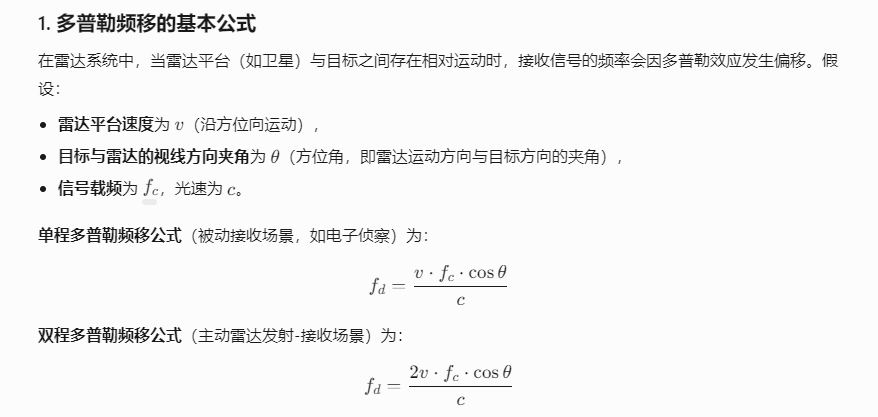 1. 多普勒频移的基本公式
在雷达系统中，当雷达平台（如卫星）与目标之间存在相对运动时，接收信号的频率会因多普勒效应发生偏移。假
设：
• 雷达平台速度为 v（沿方位向运动）,
• 目标与雷达的视线方向夹角为 θ（方位角，即雷达运动方向与目标方向的夹角）,
• 信号载频为 f_c，光速为 c。
单程多普勒频移公式（被动接收场景，如电子侦察）为：
f_d = \frac{v · f_c · cos θ}{c}
双程多普勒频移公式（主动雷达发射-接收场景）为：
f_d = \frac{2v · f_c · cos θ}{c}